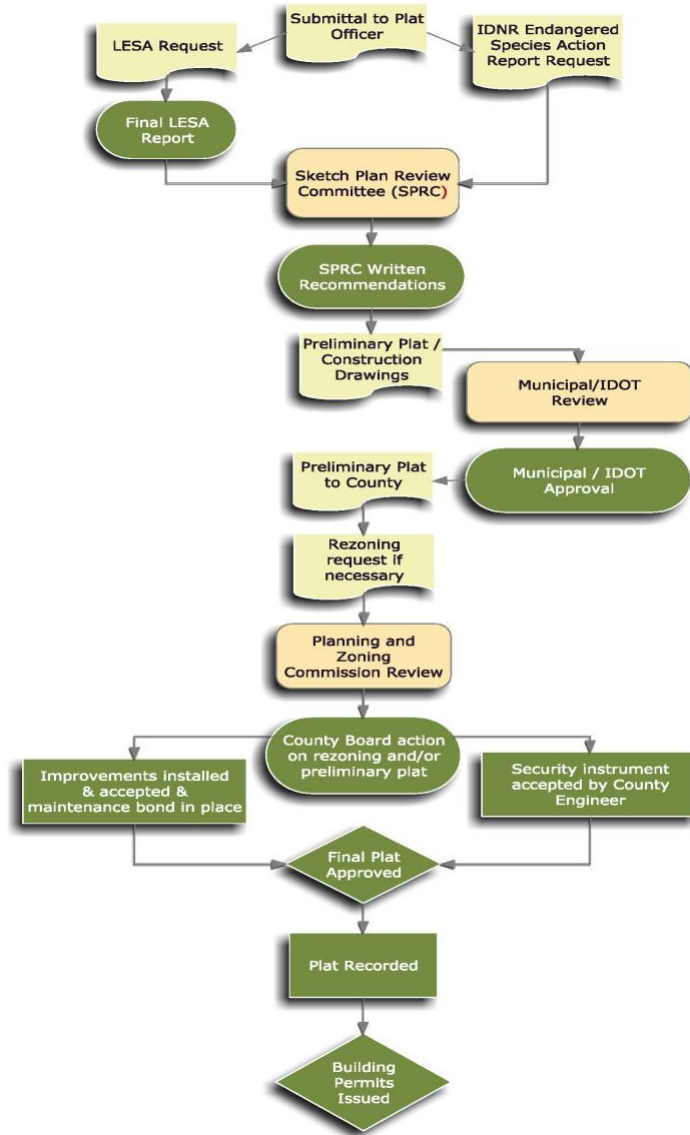 Submittal to Plat
Officer
LESA Request
IDNR Endangered
Species Action
Report Request
Final LESA
Report
Sketch Plan Review
Committee (SPRC)
SPRC Written
Recommendations
Preliminary Plat /
Construction
Drawings
Municipal/IDOT
Review
Municipal / IDOT
Approval
Preliminary Plat
to County
Rezoning
request if
necessary
Planning and
Zoning
Commission Review
County Board action
on rezoning and/or
preliminary plat
Improvements installed
& accepted &
maintenance bond in place
Security instrument
accepted by County
Engineer
Final Plat
Approved
Plat Recorded
Building
Permits
Issued